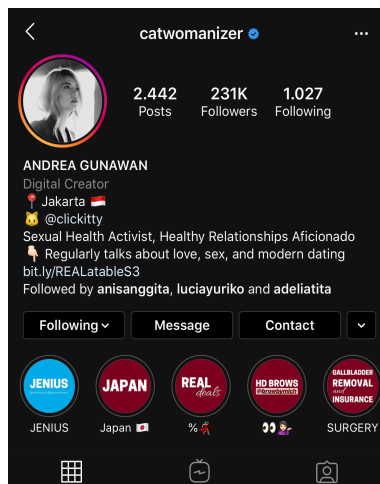 catwomanizer
2.442 231K 1.027
Posts Followers Following
ANDREA GUNAWAN
Digital Creator
📍Jakarta 🇮🇩
🐱 @clickitty
Sexual Health Activist, Healthy Relationships Aficionado
👇🏻 Regularly talks about love, sex, and modern dating
bit.ly/REALatableS3
Followed by anisanggita, luciayuriko and adeliatita
Following Message Contact
JENIUS
JAPAN
REAL
deals
HD BROWS
GALLBLADDER
REMOVAL
and
INSURANCE
JENIUS Japan 🇯🇵 %💃🏻 👀💁🏻‍♀️ SURGERY